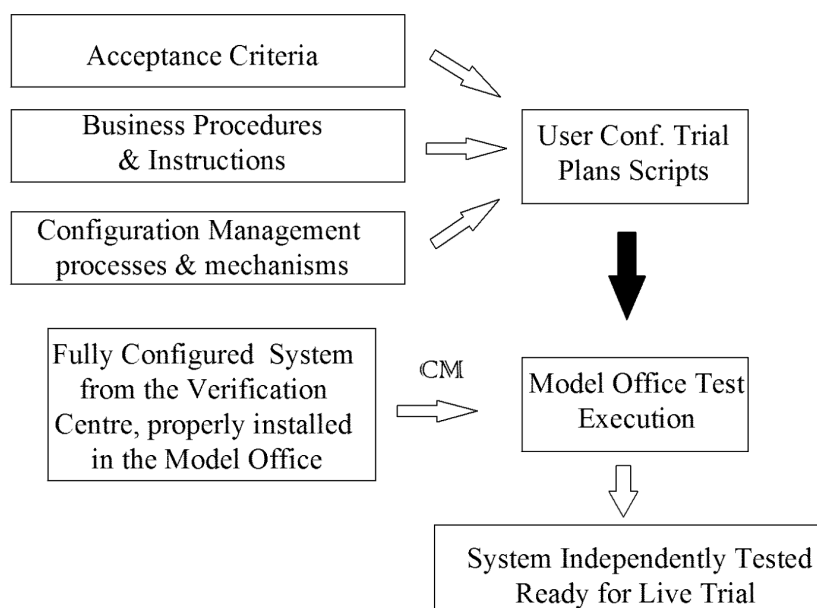 Acceptance Criteria
Business Procedures
& Instructions
Configuration Management
processes & mechanisms
User Conf. Trial
Plans Scripts
Fully Configured System
from the Verification
Centre, properly installed
in the Model Office
CM
Model Office Test
Execution
System Independently Tested
Ready for Live Trial